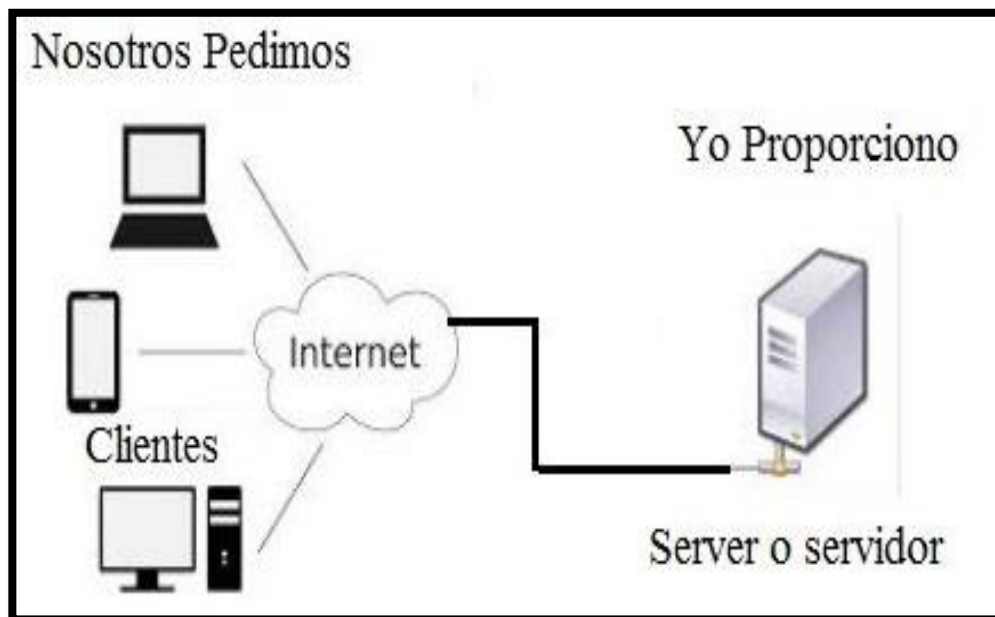 Nosotros Pedimos
Yo Proporciono
Internet
Clientes
Server o servidor